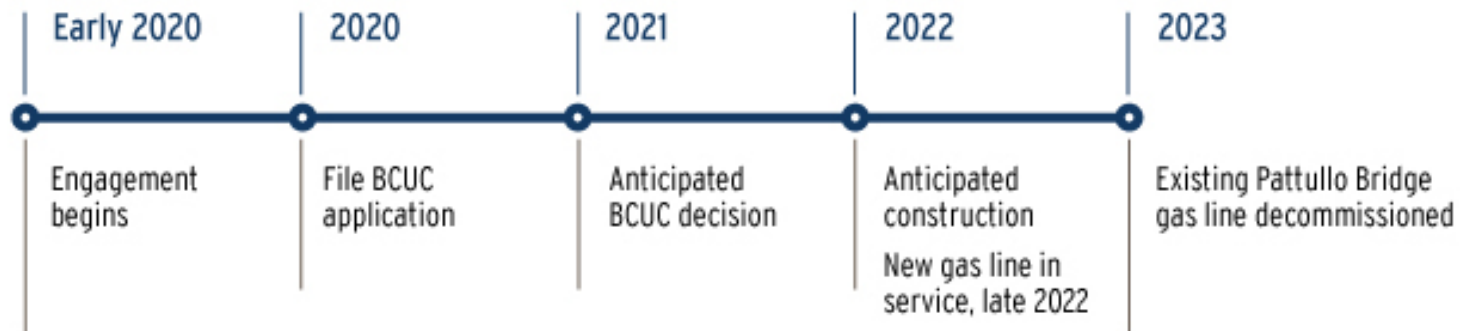 Early 2020
2020
2021
2022
2023
Engagement
begins
File BCUC
application
Anticipated
BCUC decision
Anticipated
construction
New gas line in
service, late 2022
Existing Pattullo Bridge
gas line decommissioned